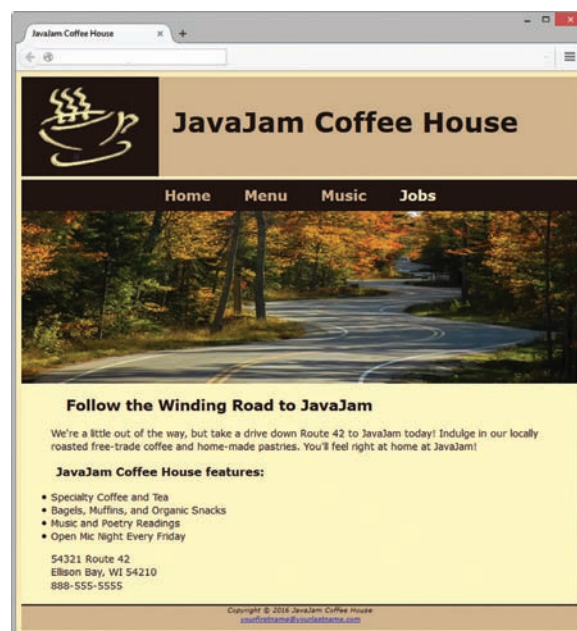 JavaJam Coffee House
JavaJam Coffee House
Home Menu Music Jobs
Follow the Winding Road to JavaJam
We're a little out of the way, but take a drive down Route 42 to JavaJam today! Indulge in our locally
roasted free-trade coffee and home-made pastries. You'll feel right at home at JavaJam!
JavaJam Coffee House features:
• Specialty Coffee and Tea
• Bagels, Muffins, and Organic Snacks
• Music and Poetry Readings
• Open Mic Night Every Friday
54321 Route 42
Ellison Bay, WI 54210
888-555-5555
Copyright © 2016 JavaJam Coffee House
yourfirstname@yourlastname.com